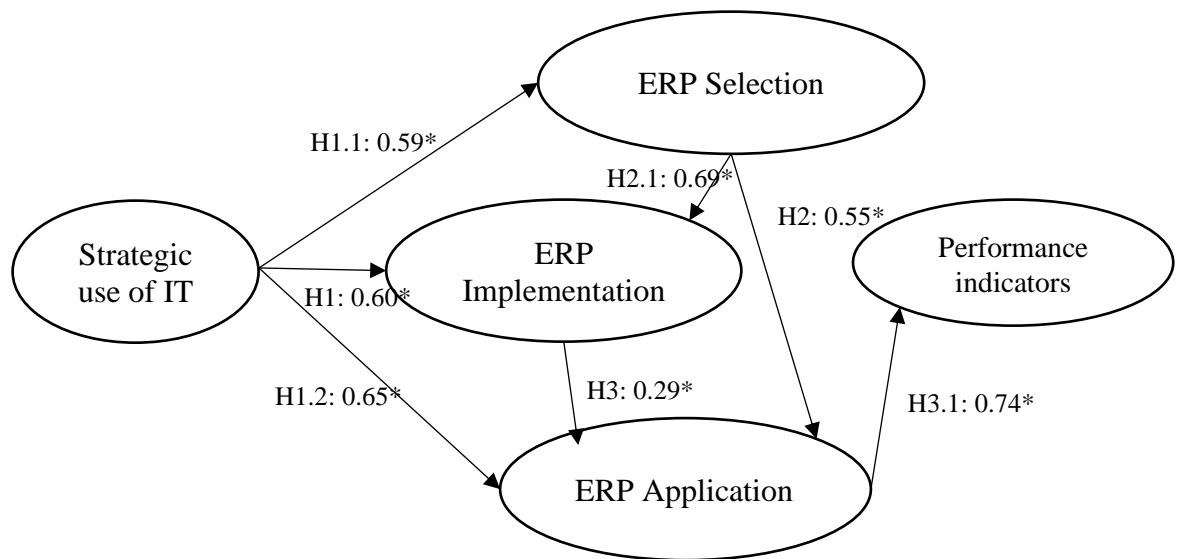 ERP Selection
H1.1: 0.59*
H2.1: 0.69*
H2: 0.55*
Strategic
use of IT
ERP
Implementation
Performance
indicators
H1: 0.60*
H1.2: 0.65*
H3: 0.29*
H3.1: 0.74*
ERP Application